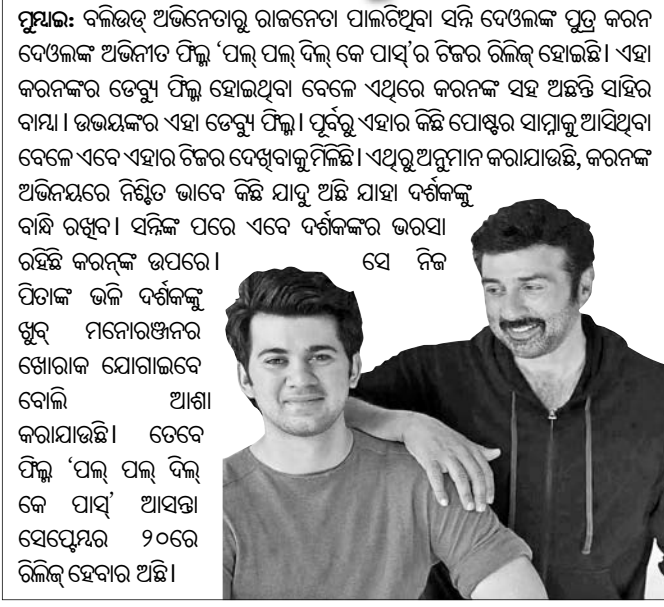 ମୁମ୍ବାଇ: ବଲିଉଡ୍ ଅଭିନେତାରୁ ରାଜନେତା ପାଲଟିଥିବା ସନ୍ନି ଦେଓଲଙ୍କ ପୁତ୍ର କରନ
ଦେଓଲଙ୍କ ଅଭିନୀତ ଫିଲ୍ମ ‘ପଲ୍ ପଲ୍ ଦିଲ୍ କେ ପାସ୍’ର ଟିଜର ରିଲିଜ୍ ହୋଇଛି। ଏହା
କରନଙ୍କର ଡେବ୍ୟୁ ଫିଲ୍ମ ହୋଇଥିବା ବେଳେ ଏଥିରେ କରନଙ୍କ ସହ ଅଛନ୍ତି ସାହିର
ବାମ୍ବା। ଉଭୟଙ୍କର ଏହା ଡେବ୍ୟୁ ଫିଲ୍ମ। ପୂର୍ବରୁ ଏହାର କିଛି ପୋଷ୍ଟର ସାମ୍ନାକୁ ଆସିଥିବା
ବେଳେ ଏବେ ଏହାର ଟିଜର ଦେଖିବାକୁ ମିଳିଛି। ଏଥିରୁ ଅନୁମାନ କରାଯାଉଛି, କରନଙ୍କ
ଅଭିନୟରେ ନିଶ୍ଚିତ ଭାବେ କିଛି ଯାଦୁ ଅଛି ଯାହା ଦର୍ଶକଙ୍କୁ
ବାନ୍ଧି ରଖିବ। ସନ୍ନିଙ୍କ ପରେ ଏବେ ଦର୍ଶକଙ୍କର ଭରସା
ରହିଛି କରନ୍‌ଙ୍କ ଉପରେ। ସେ ନିଜ
ପିତାଙ୍କ ଭଳି ଦର୍ଶକଙ୍କୁ
ଖୁବ୍ ମନୋରଞ୍ଜନର
ଖୋରାକ ଯୋଗାଇବେ
ବୋଲି ଆଶା
କରାଯାଉଛି। ତେବେ
ଫିଲ୍ମ ‘ପଲ୍ ପଲ୍ ଦିଲ୍
କେ ପାସ୍’ ଆସନ୍ତା
ସେପ୍ଟେମ୍ବର ୨୦ରେ
ରିଲିଜ୍ ହେବାର ଅଛି।